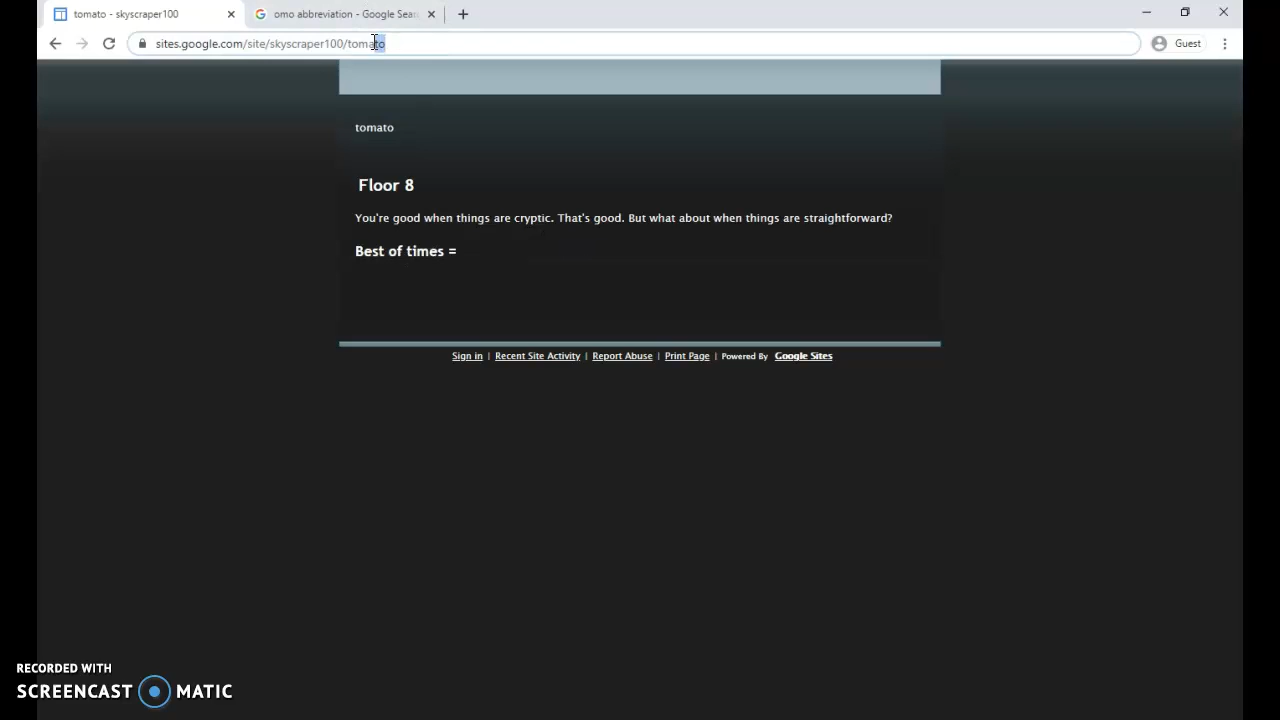 tomato - skyscraper100
omo abbreviation - Google Sear
sites.google.com/site/skyscraper100/tomato
Guest
tomato
Floor 8
You're good when things are cryptic. That's good. But what about when things are straightforward?
Best of times =
Sign in | Recent Site Activity | Report Abuse | Print Page | Powered By Google Sites
RECORDED WITH
SCREENCAST MATIC